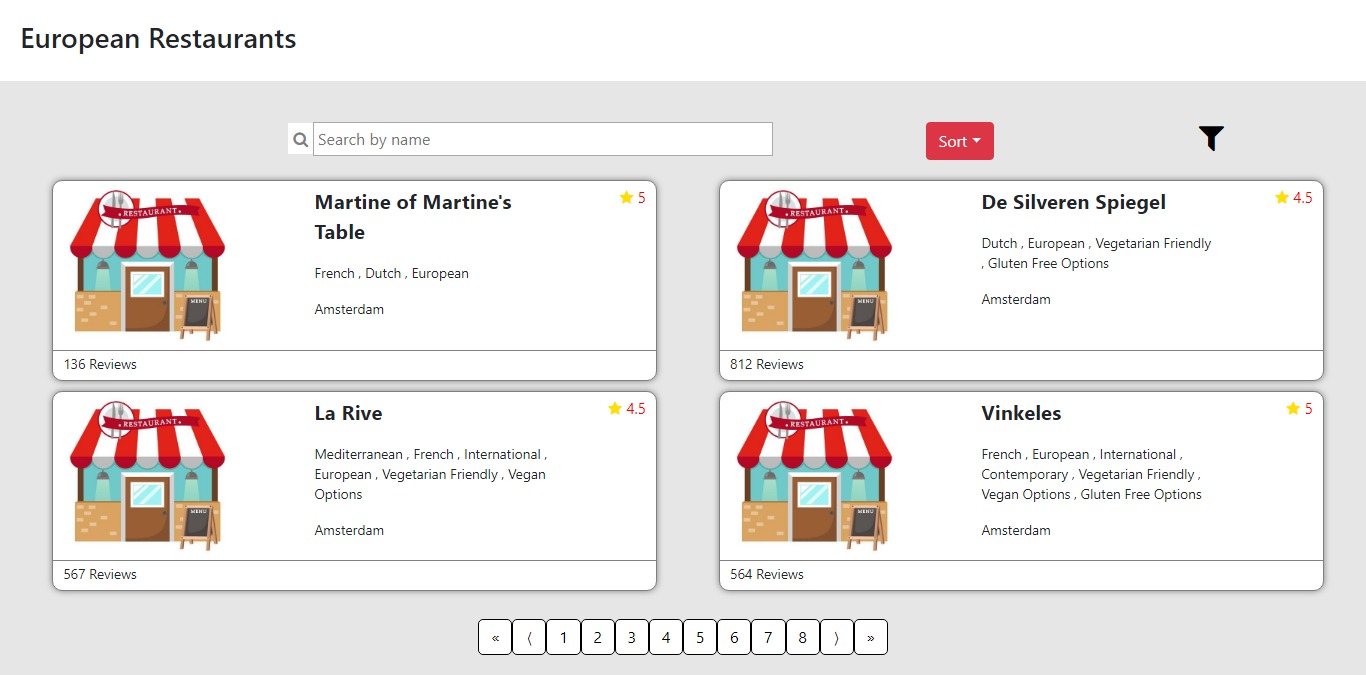 European Restaurants
Search by name
Sort
RESTAURANT
MENU
Martine of Martine's
Table
5
French , Dutch , European
Amsterdam
136 Reviews
RESTAURANT
MENU
De Silveren Spiegel
4.5
Dutch , European , Vegetarian Friendly
, Gluten Free Options
Amsterdam
812 Reviews
RESTAURANT
MENU
La Rive
4.5
Mediterranean , French , International ,
European , Vegetarian Friendly , Vegan
Options
Amsterdam
567 Reviews
RESTAURANT
MENU
Vinkeles
5
French , European , International ,
Contemporary , Vegetarian Friendly ,
Vegan Options , Gluten Free Options
Amsterdam
564 Reviews
« ⟨ 1 2 3 4 5 6 7 8 ⟩ »